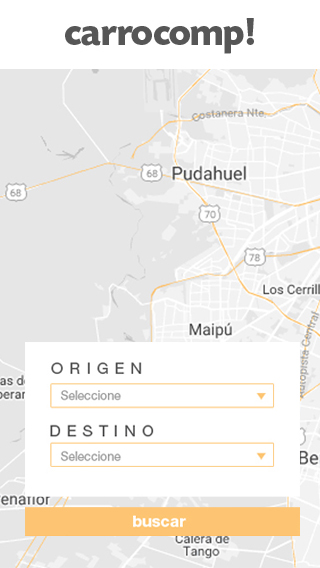 carrocomp!
Costanera Nte
68
Pudahuel
68
70
78
Los Cerrill
Maipú
Autopista Central
ORIGEN
as de
peran
Seleccione
DESTINO
Seleccione
Be
eñaflor
buscar
Calera de
Tango